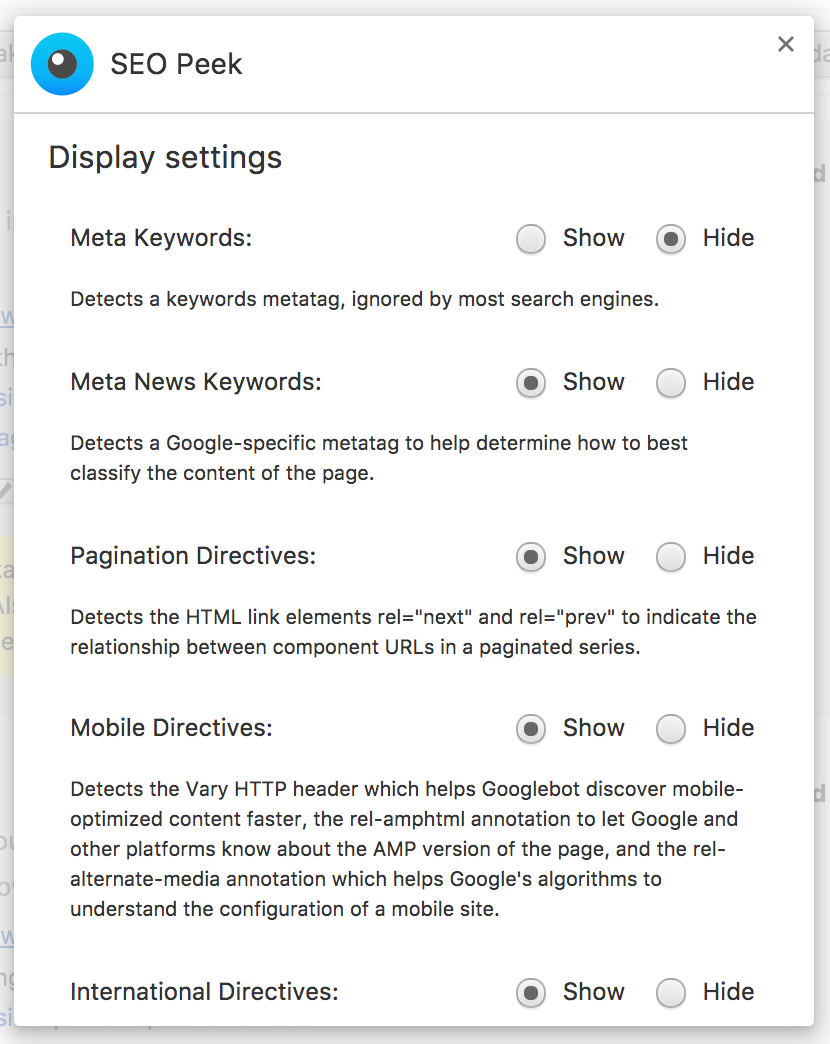 SEO Peek
Display settings
Meta Keywords: Show Hide
Detects a keywords metatag, ignored by most search engines.
Meta News Keywords: Show Hide
Detects a Google-specific metatag to help determine how to best
classify the content of the page.
Pagination Directives: Show Hide
Detects the HTML link elements rel="next" and rel="prev" to indicate the
relationship between component URLs in a paginated series.
Mobile Directives: Show Hide
Detects the Vary HTTP header which helps Googlebot discover mobile-
optimized content faster, the rel-amphtml annotation to let Google and
other platforms know about the AMP version of the page, and the rel-
alternate-media annotation which helps Google's algorithms to
understand the configuration of a mobile site.
International Directives: Show Hide